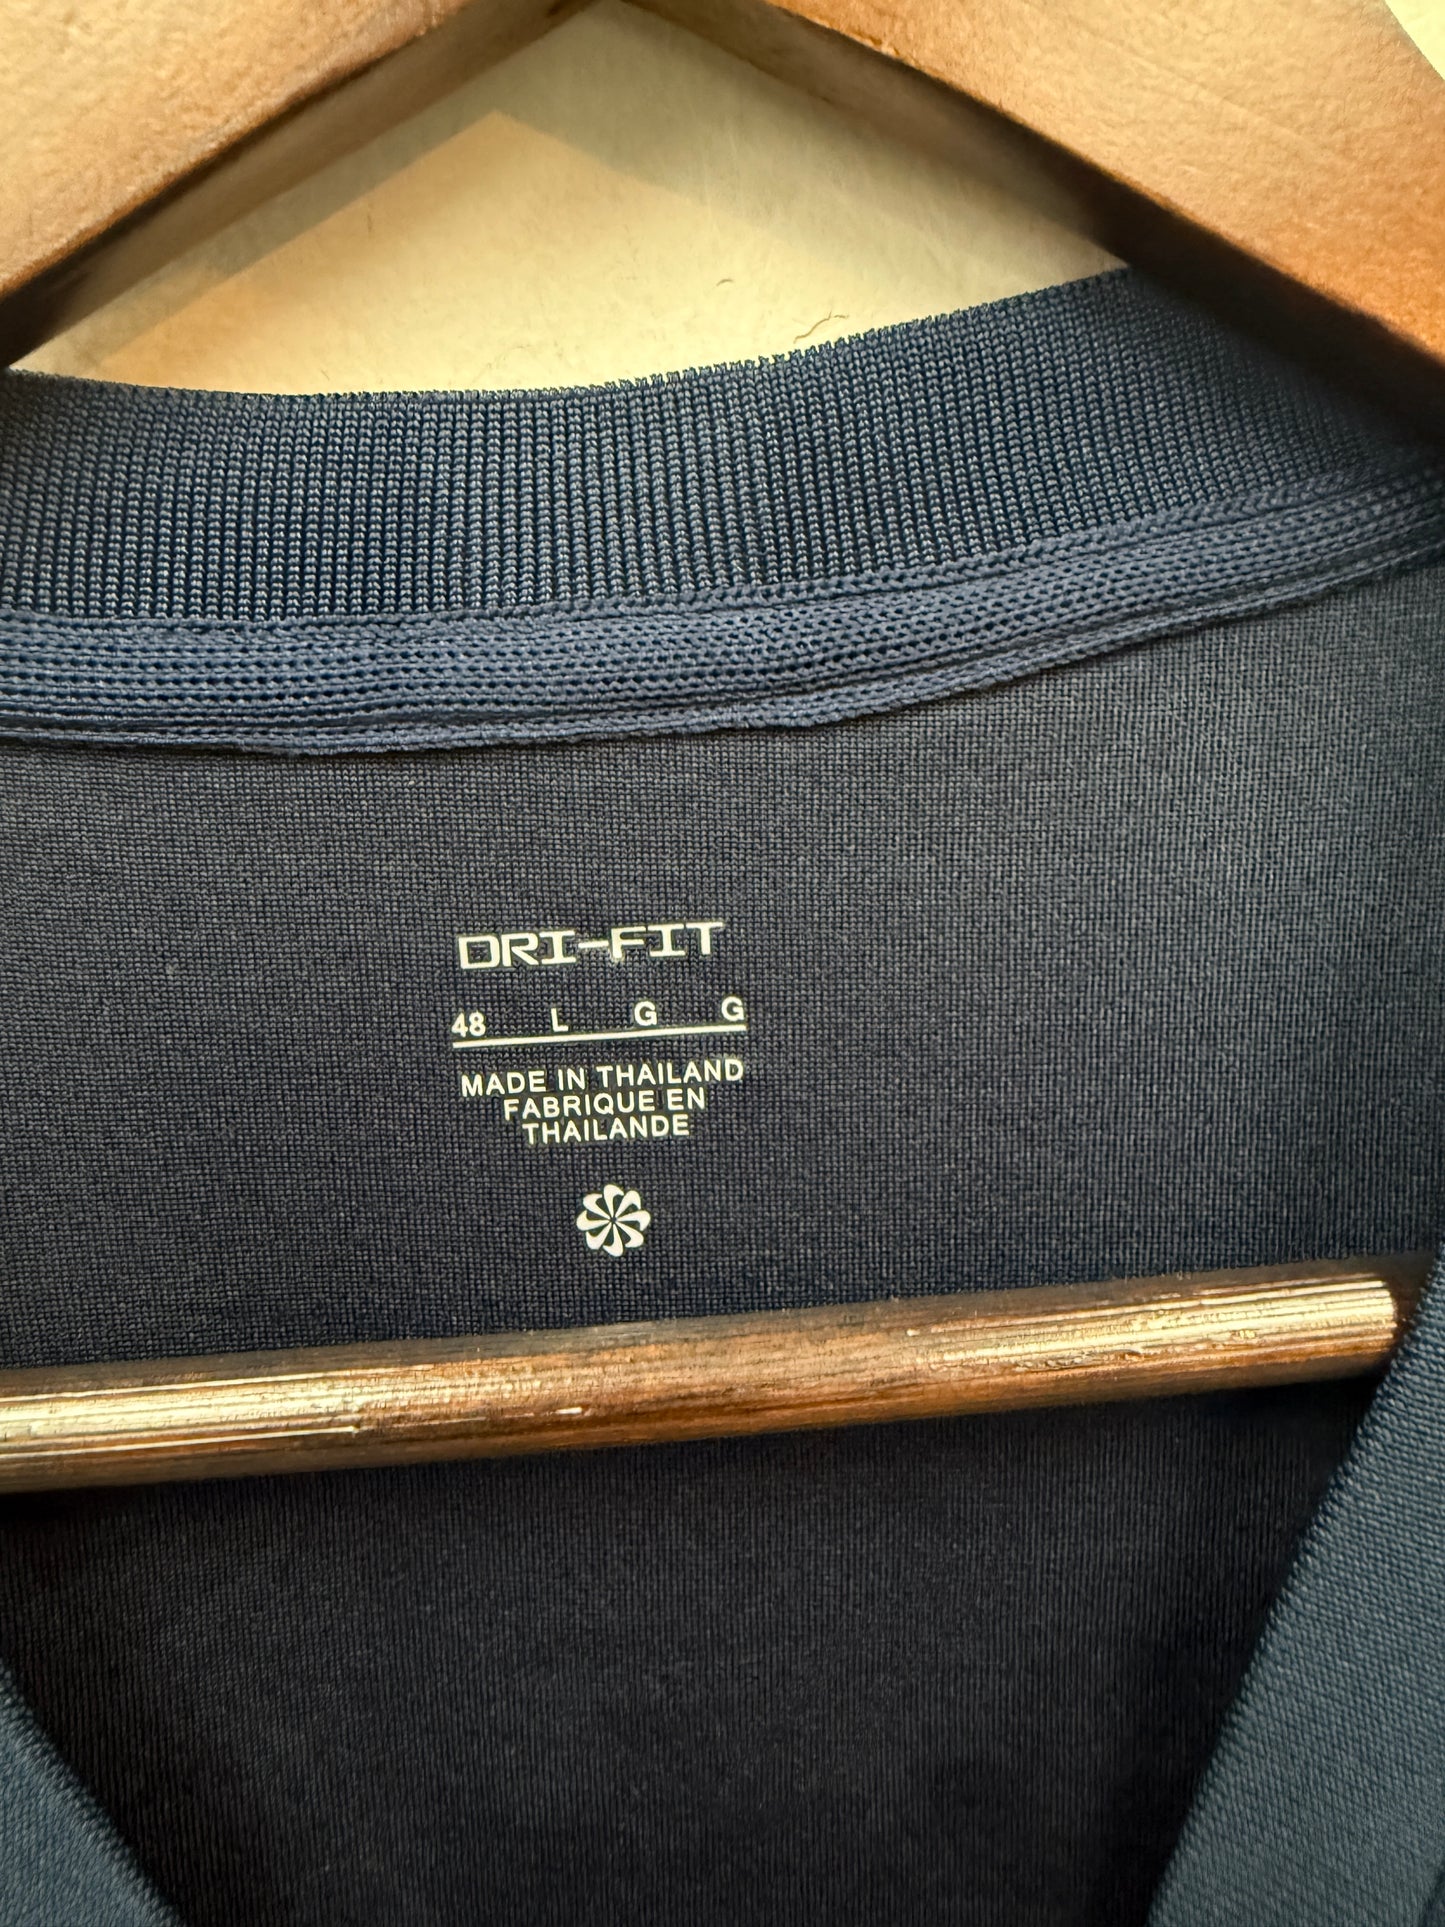 DRI-FIT
48 L G G
MADE IN THAILAND
FABRIQUE EN
THAILANDE